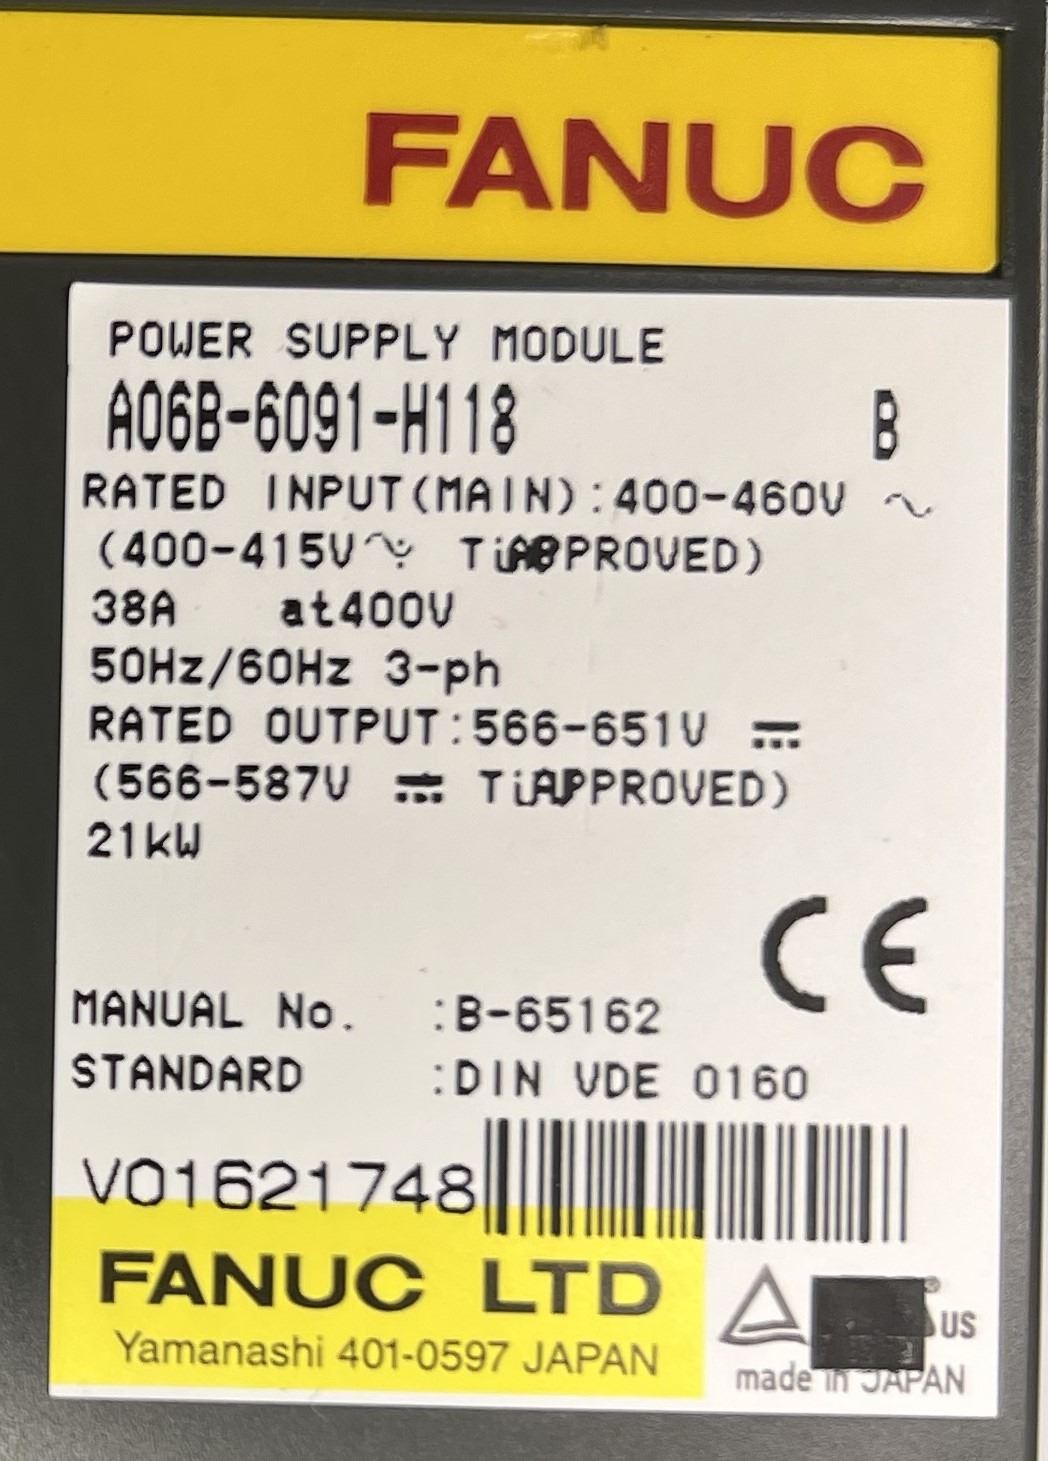 FANUC
POWER SUPPLY MODULE
A06B-6091-H118 B
RATED INPUT(MAIN):400-460V ~
(400-415V~ APPROVED)
38A at400V
50Hz/60Hz 3-ph
RATED OUTPUT:566-651V ⎓
(566-587V ⎓ APPROVED)
21kW
CE
MANUAL No. :B-65162
STANDARD :DIN VDE 0160
V01621748
FANUC LTD
Yamanashi 401-0597 JAPAN
® US
made in JAPAN